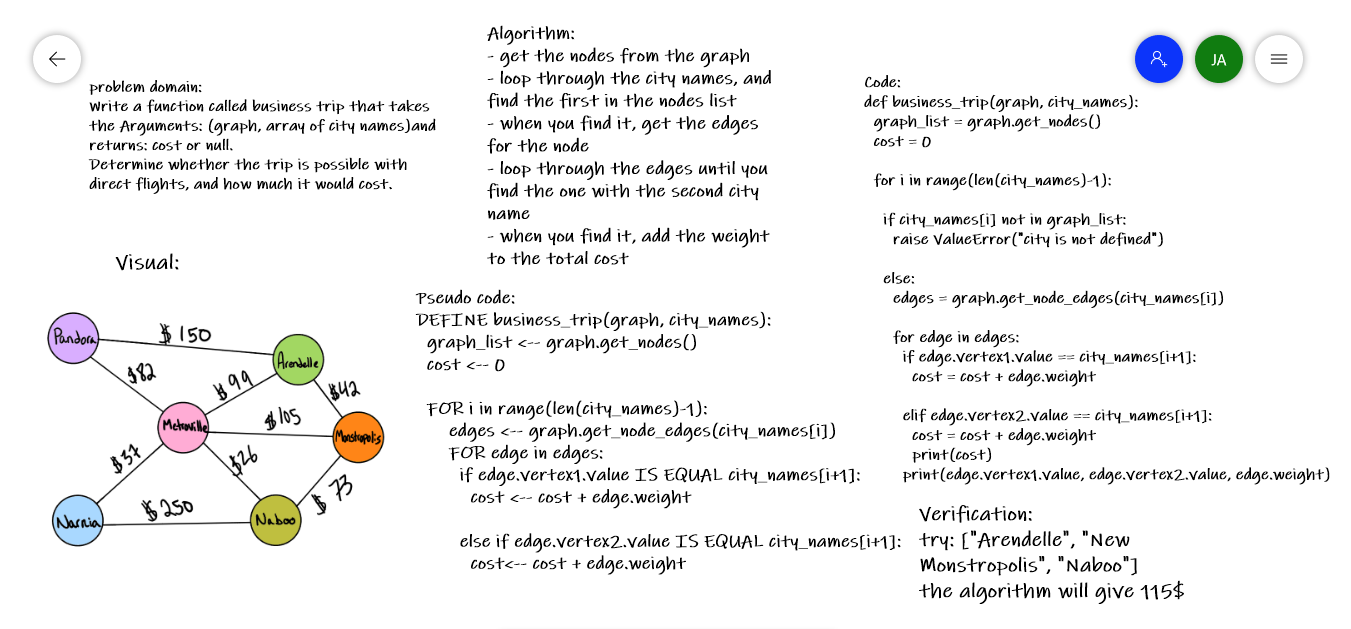 problem domain:
Write a function called business trip that takes
the Arguments: (graph, array of city names)and
returns: cost or null.
Determine whether the trip is possible with
direct flights, and how much it would cost.
Visual:
Pandora
$ 150
Arendelle
$82
$99
$42
Metroville
$105
Monstropolis
$37
$26
$ 73
Narnia
$250
Naboo
Algorithm:
- get the nodes from the graph
- loop through the city names, and
find the first in the nodes list
- when you find it, get the edges
for the node
- loop through the edges until you
find the one with the second city
name
- when you find it, add the weight
to the total cost
Pseudo code:
DEFINE business_trip(graph, city_names):
graph_list <-- graph.get_nodes()
cost <-- 0
FOR i in range(len(city_names)-1):
edges <-- graph.get_node_edges(city_names[i])
FOR edge in edges:
if edge.vertex1.value IS EQUAL city_names[i+1]:
cost <-- cost + edge.weight
else if edge.vertex2.value IS EQUAL city_names[i+1]:
cost<-- cost + edge.weight
JA
Code:
def business_trip(graph, city_names):
graph_list = graph.get_nodes()
cost = 0
for i in range(len(city_names)-1):
if city_names[i] not in graph_list:
raise ValueError("city is not defined")
else:
edges = graph.get_node_edges(city_names[i])
for edge in edges:
if edge.vertex1.value == city_names[i+1]:
cost = cost + edge.weight
elif edge.vertex2.value == city_names[i+1]:
cost = cost + edge.weight
print(cost)
print(edge.vertex1.value, edge.vertex2.value, edge.weight)
Verification:
try: ["Arendelle", "New
Monstropolis", "Naboo"]
the algorithm will give 115$